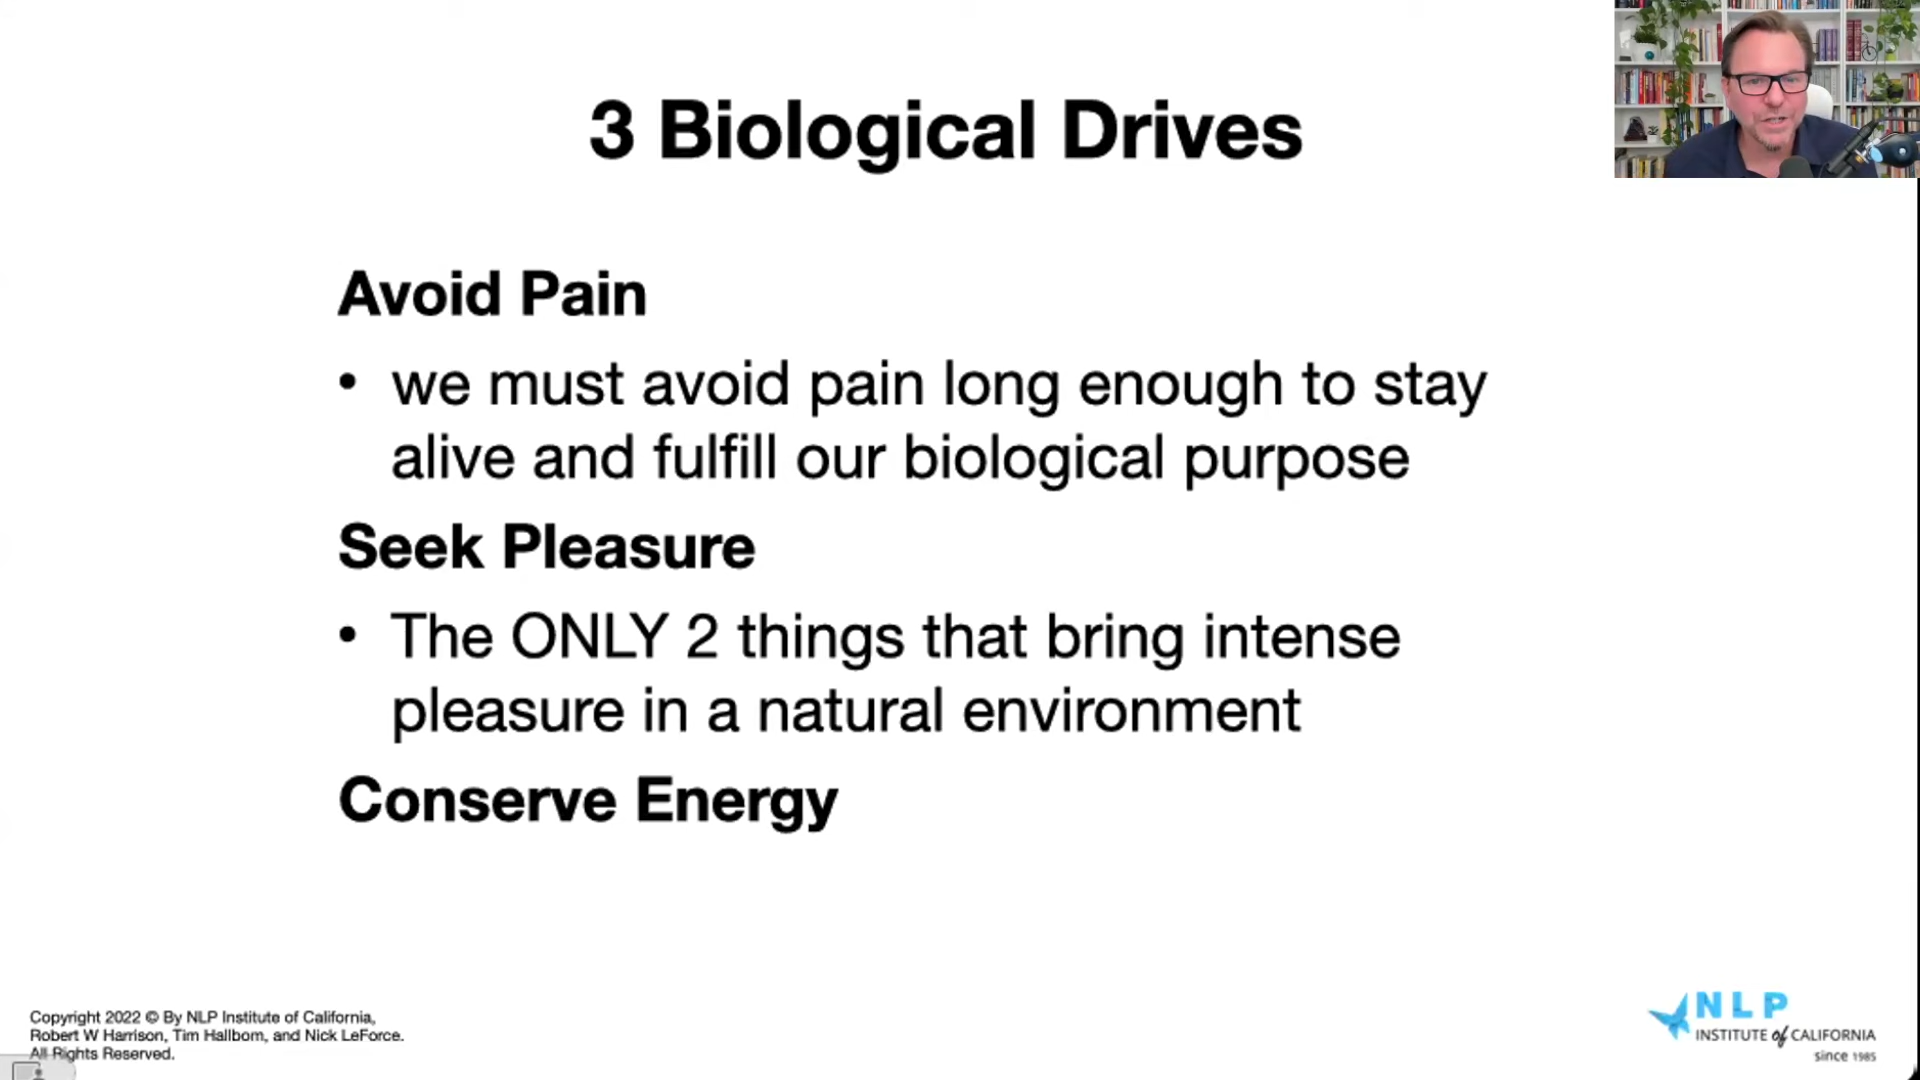 3 Biological Drives
Avoid Pain
• we must avoid pain long enough to stay
alive and fulfill our biological purpose
Seek Pleasure
• The ONLY 2 things that bring intense
pleasure in a natural environment
Conserve Energy
Copyright 2022 © By NLP Institute of California,
Robert W Harrison, Tim Hallbom, and Nick LeForce.
All Rights Reserved.
NLP
INSTITUTE of CALIFORNIA
since 1985